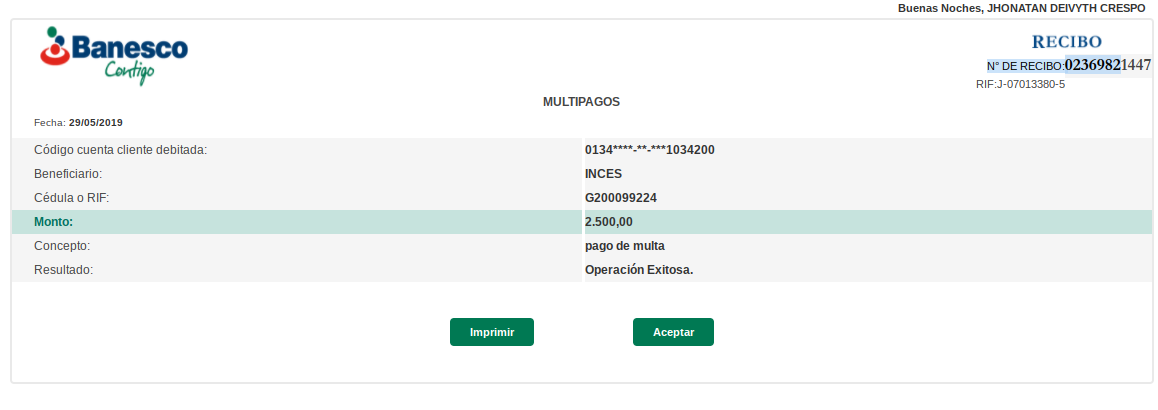 Buenas Noches, JHONATAN DEIVYTH CRESPO
Banesco
Contigo
RECIBO
N° DE RECIBO:02369821447
RIF:J-07013380-5
MULTIPAGOS
Fecha: 29/05/2019
Código cuenta cliente debitada: 0134****-**-***1034200
Beneficiario: INCES
Cédula o RIF: G200099224
Monto: 2.500,00
Concepto: pago de multa
Resultado: Operación Exitosa.
Imprimir Aceptar